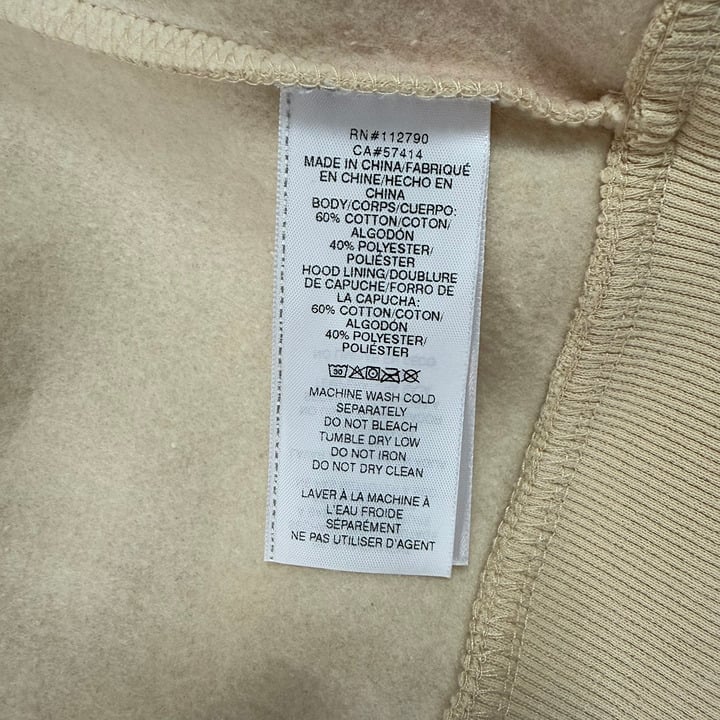 RN#112790
CA#57414
MADE IN CHINA/FABRIQUÉ
EN CHINE/HECHO EN
CHINA
BODY/CORPS/CUERPO:
60% COTTON/COTON/
ALGODÓN
40% POLYESTER/
POLIÉSTER
HOOD LINING/DOUBLURE
DE CAPUCHE/FORRO DE
LA CAPUCHA:
60% COTTON/COTON/
ALGODÓN
40% POLYESTER/
POLIÉSTER
30
MACHINE WASH COLD
SEPARATELY
DO NOT BLEACH
TUMBLE DRY LOW
DO NOT IRON
DO NOT DRY CLEAN
LAVER À LA MACHINE À
L'EAU FROIDE
SÉPARÉMENT
NE PAS UTILISER D'AGENT